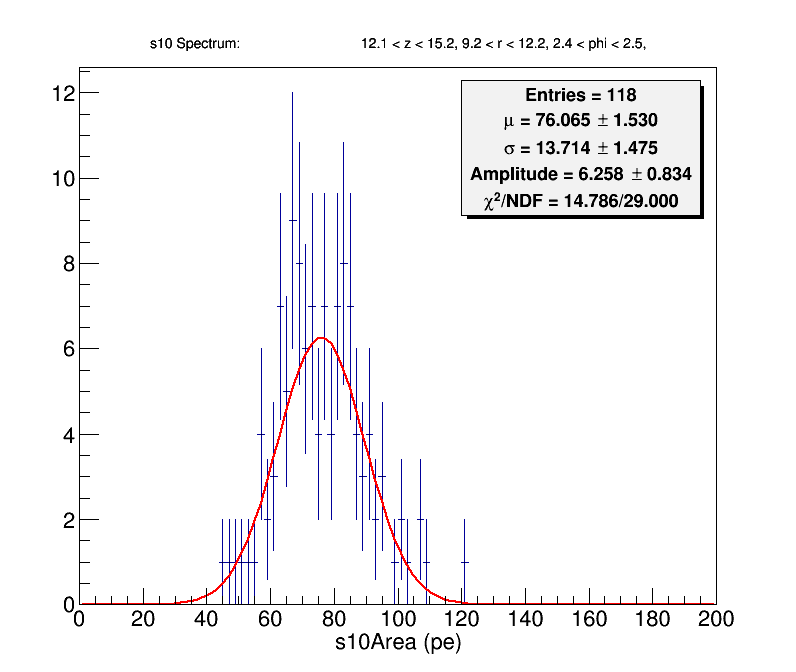 s10 Spectrum: 12.1 < z < 15.2, 9.2 < r < 12.2, 2.4 < phi < 2.5,
Entries = 118
μ = 76.065 ± 1.530
σ = 13.714 ± 1.475
Amplitude = 6.258 ± 0.834
χ²/NDF = 14.786/29.000
12
10
8
6
4
2
0
0 20 40 60 80 100 120 140 160 180 200
s10Area (pe)